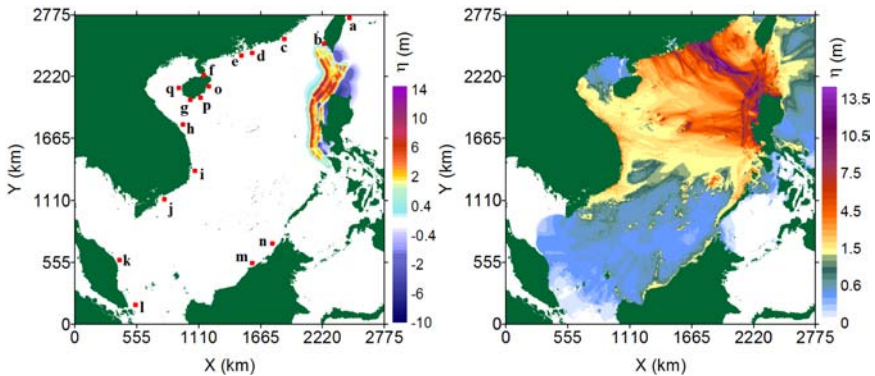 2775
2220
1665
1110
555
0
Y (km)
0 555 1110 1665 2220 2775
X (km)
a
b
c
d
e
f
q
o
g
p
h
i
j
n
k
m
l
η (m)
14
10
6
2
0.4
-0.4
-2
-6
-10
2775
2220
1665
1110
555
0
Y (km)
0 555 1110 1665 2220 2775
X (km)
η (m)
13.5
10.5
7.5
4.5
1.5
0.6
0